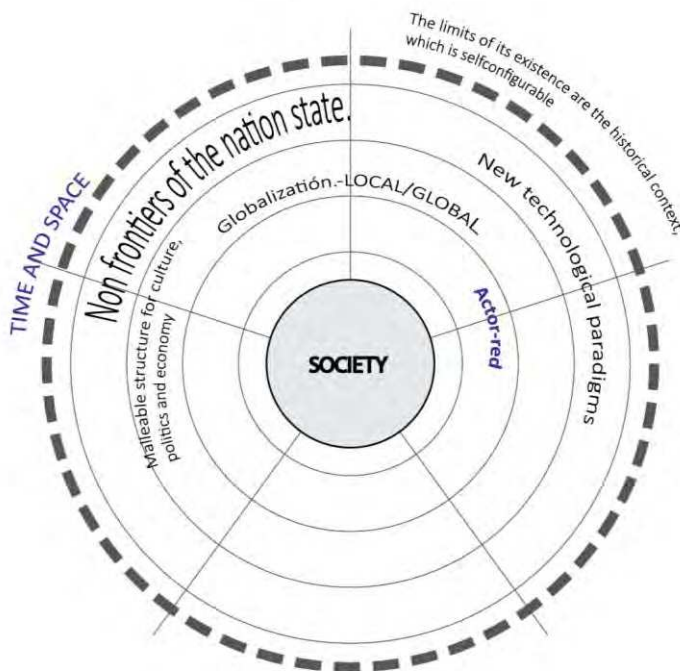 The limits of its existence are the historical context,
which is selfconfigurable
TIME AND SPACE
Non frontiers of the nation state.
Globalizatión.-LOCAL/GLOBAL
New technological paradigms
Malleable structure for culture,
politics and economy
Actor-red
SOCIETY